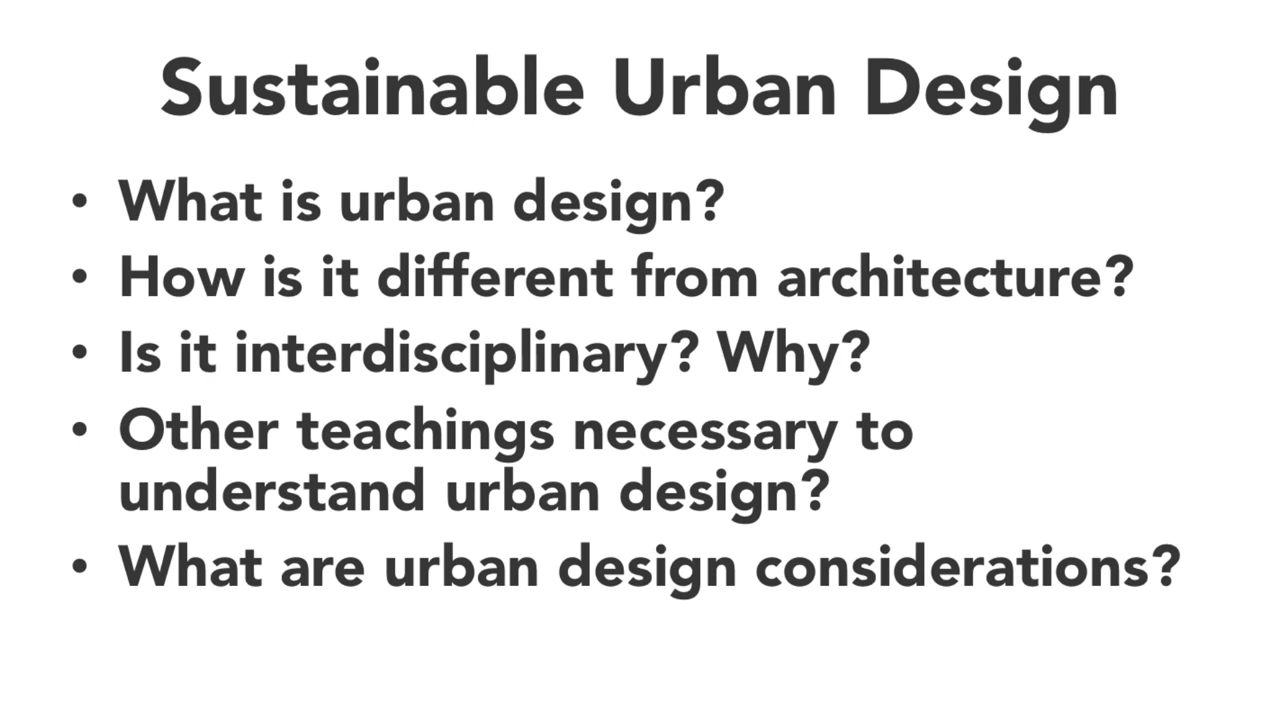 Sustainable Urban Design
• What is urban design?
• How is it different from architecture?
• Is it interdisciplinary? Why?
• Other teachings necessary to
understand urban design?
• What are urban design considerations?